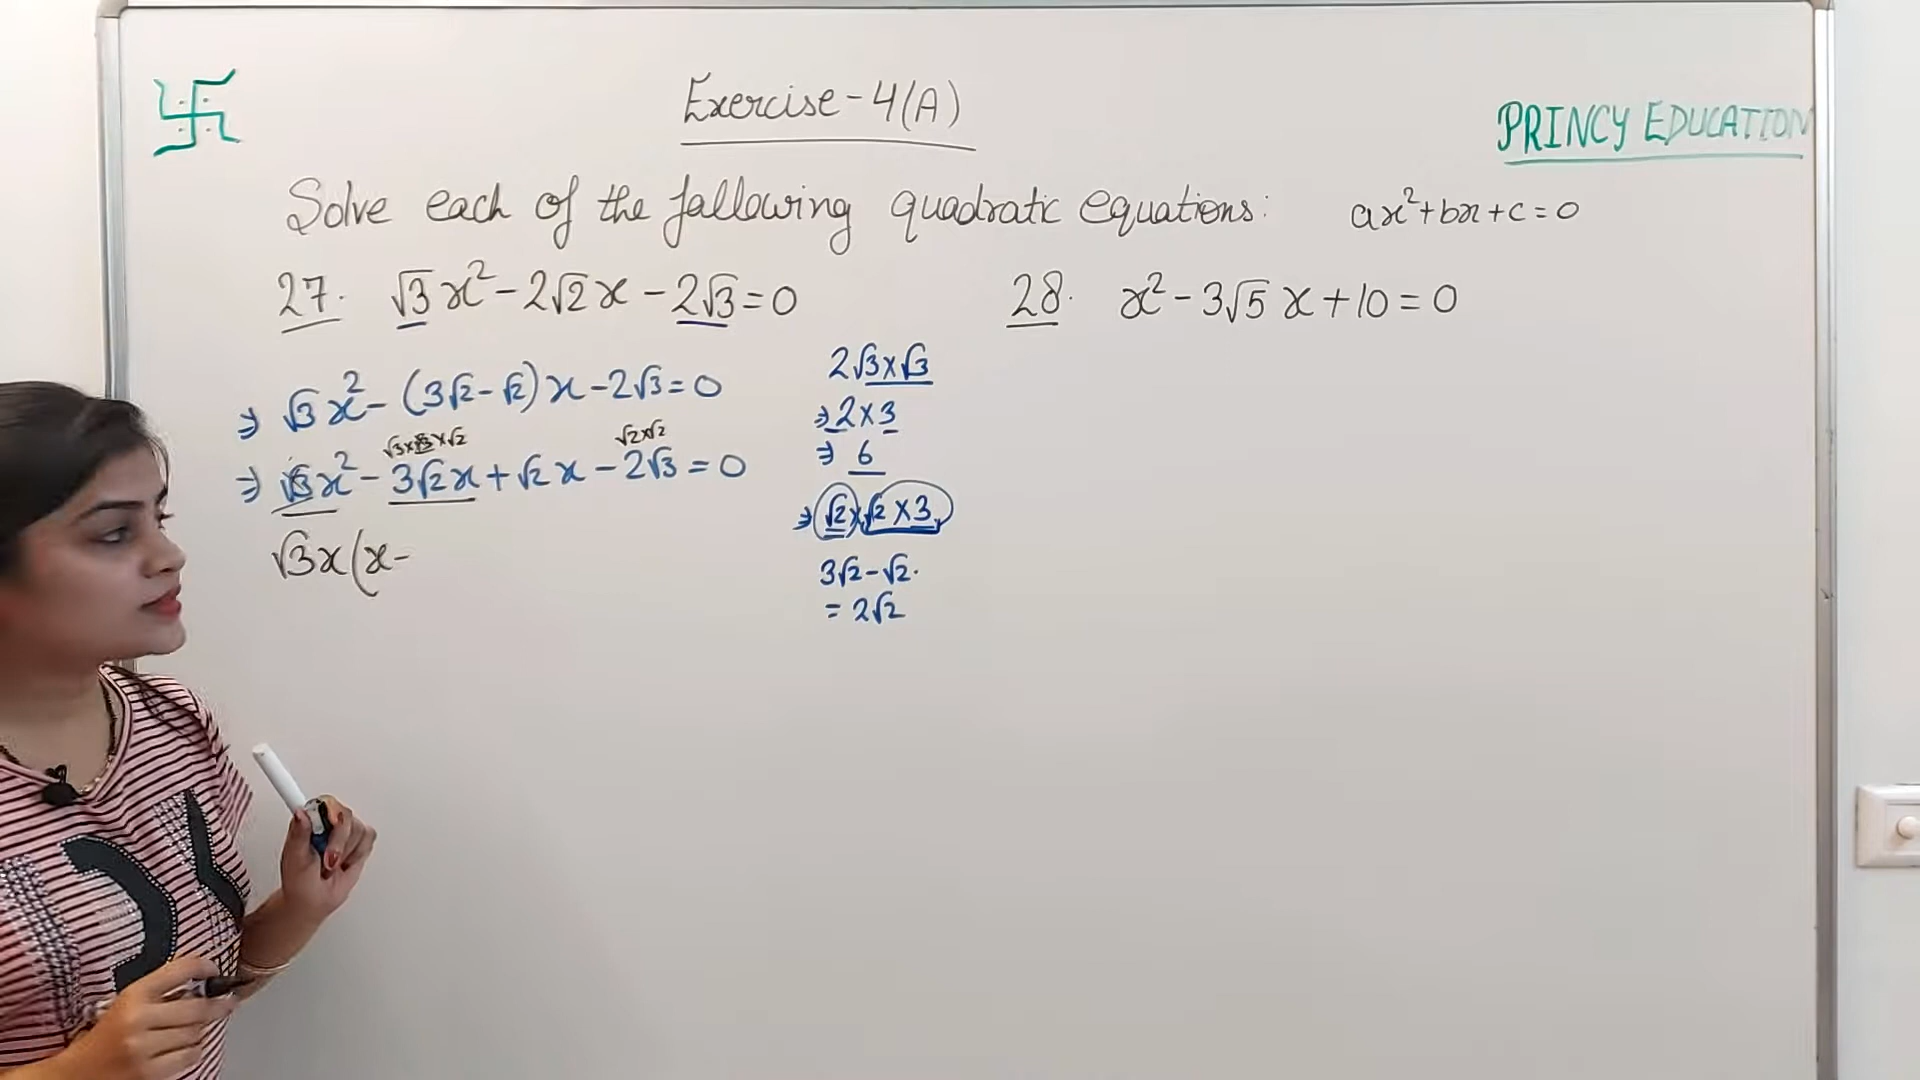 Exercise-4(A)
PRINCY EDUCATION
Solve each of the fallowing quadratic equations: ax²+bx+c=0
27. √3x²-2√2x-2√3=0
28. x²-3√5x+10=0
⇒ √3x²-(3√2-√2)x-2√3=0
√3×√3×√2 √2×√2
⇒ √3x²-3√2x+√2x-2√3=0
√3x(x-
2√3×√3
⇒ 2×3
⇒ 6
⇒ √2×√2×3
3√2-√2.
= 2√2